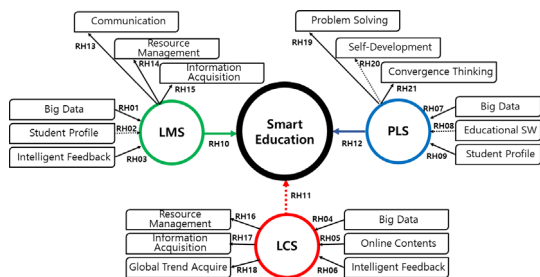 Communication
RH13
Resource
Management
RH14
Information
Acquisition
RH15
Problem Solving
RH19
Self-Development
RH20
Convergence Thinking
RH21
Big Data
RH01
Student Profile
RH02
Intelligent Feedback
RH03
LMS
RH10
Smart
Education
RH12
PLS
RH07
Big Data
RH08
Educational SW
RH09
Student Profile
RH11
Resource
Management
RH16
Information
Acquisition
RH17
Global Trend Acquire
RH18
LCS
RH04
Big Data
RH05
Online Contents
RH06
Intelligent Feedback